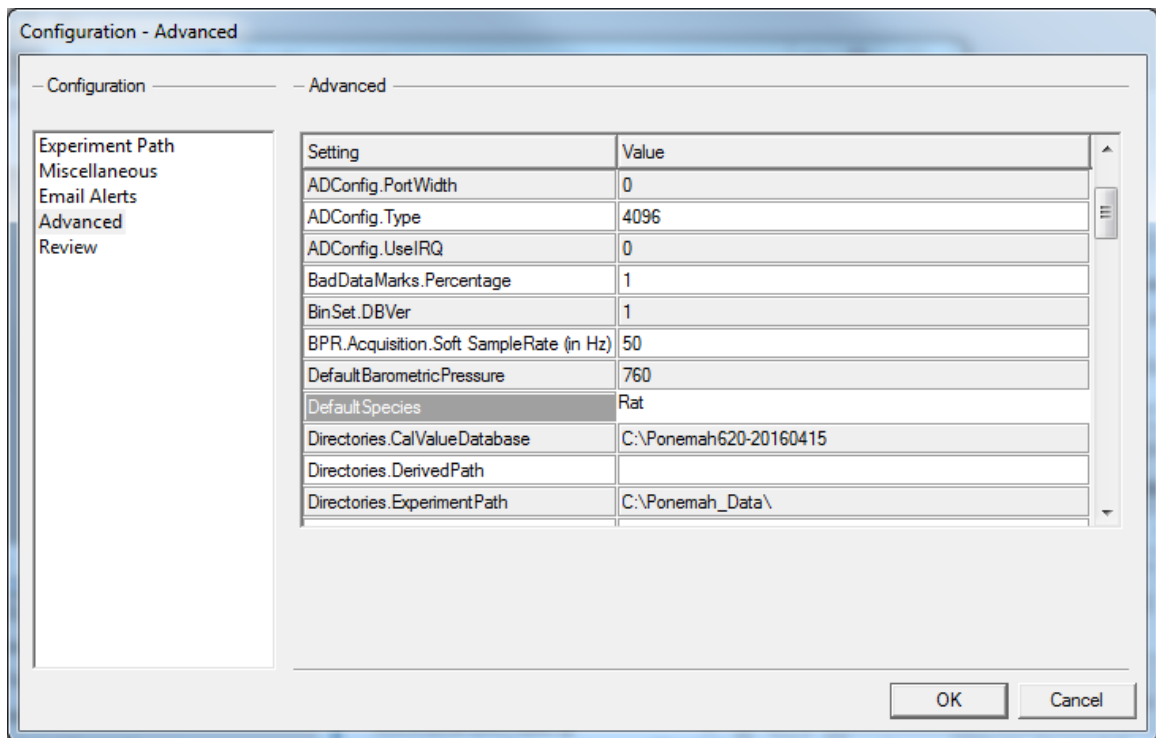 Configuration - Advanced
Configuration
Experiment Path
Miscellaneous
Email Alerts
Advanced
Review
Advanced
Setting Value
ADConfig.PortWidth 0
ADConfig.Type 4096
ADConfig.UseIRQ 0
BadDataMarks.Percentage 1
BinSet.DBVer 1
BPR.Acquisition.Soft SampleRate (in Hz) 50
DefaultBarometricPressure 760
DefaultSpecies Rat
Directories.CalValueDatabase C:\Ponemah620-20160415
Directories.DerivedPath
Directories.ExperimentPath C:\Ponemah_Data\
OK Cancel